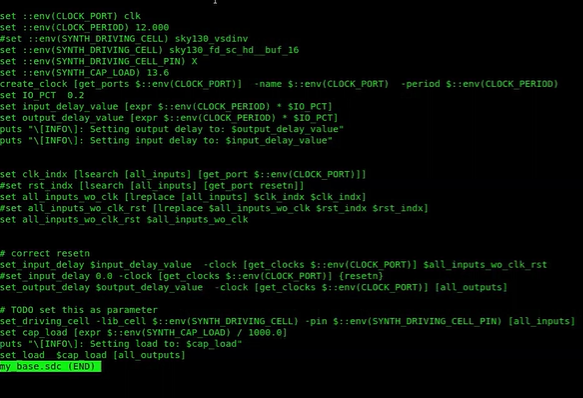 set ::env(CLOCK_PORT) clk
set ::env(CLOCK_PERIOD) 12.000
#set ::env(SYNTH_DRIVING_CELL) sky130_vsdinv
set ::env(SYNTH_DRIVING_CELL) sky130_fd_sc_hd__buf_16
set ::env(SYNTH_DRIVING_CELL_PIN) X
set ::env(SYNTH_CAP_LOAD) 13.6
create_clock [get_ports $::env(CLOCK_PORT)]  -name $::env(CLOCK_PORT)  -period $::env(CLOCK_PERIOD)
set IO_PCT  0.2
set input_delay_value [expr $::env(CLOCK_PERIOD) * $IO_PCT]
set output_delay_value [expr $::env(CLOCK_PERIOD) * $IO_PCT]
puts "\[INFO\]: Setting output delay to: $output_delay_value"
puts "\[INFO\]: Setting input delay to: $input_delay_value"
set clk_indx [lsearch [all_inputs] [get_port $::env(CLOCK_PORT)]]
#set rst_indx [lsearch [all_inputs] [get_port resetn]]
set all_inputs_wo_clk [lreplace [all_inputs] $clk_indx $clk_indx]
#set all_inputs_wo_clk_rst [lreplace $all_inputs_wo_clk $rst_indx $rst_indx]
set all_inputs_wo_clk_rst $all_inputs_wo_clk
# correct resetn
set_input_delay $input_delay_value  -clock [get_clocks $::env(CLOCK_PORT)] $all_inputs_wo_clk_rst
#set_input_delay 0.0 -clock [get_clocks $::env(CLOCK_PORT)] {resetn}
set_output_delay $output_delay_value  -clock [get_clocks $::env(CLOCK_PORT)] [all_outputs]
# TODO set this as parameter
set_driving_cell -lib_cell $::env(SYNTH_DRIVING_CELL) -pin $::env(SYNTH_DRIVING_CELL_PIN) [all_inputs]
set cap_load [expr $::env(SYNTH_CAP_LOAD) / 1000.0]
puts "\[INFO\]: Setting load to: $cap_load"
set_load  $cap_load [all_outputs]
my_base.sdc (END)